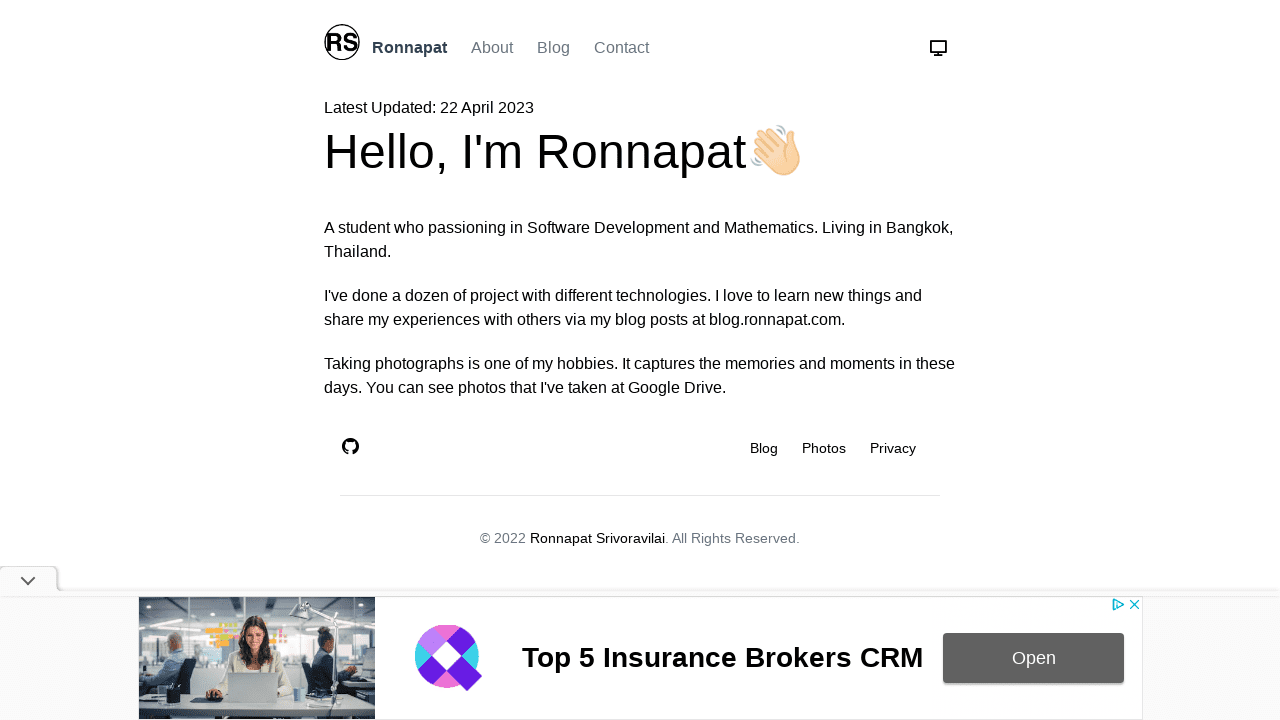 RS Ronnapat About Blog Contact
Latest Updated: 22 April 2023
Hello, I'm Ronnapat👋🏻
A student who passioning in Software Development and Mathematics. Living in Bangkok,
Thailand.
I've done a dozen of project with different technologies. I love to learn new things and
share my experiences with others via my blog posts at blog.ronnapat.com.
Taking photographs is one of my hobbies. It captures the memories and moments in these
days. You can see photos that I've taken at Google Drive.
Blog Photos Privacy
© 2022 Ronnapat Srivoravilai. All Rights Reserved.
Top 5 Insurance Brokers CRM
Open